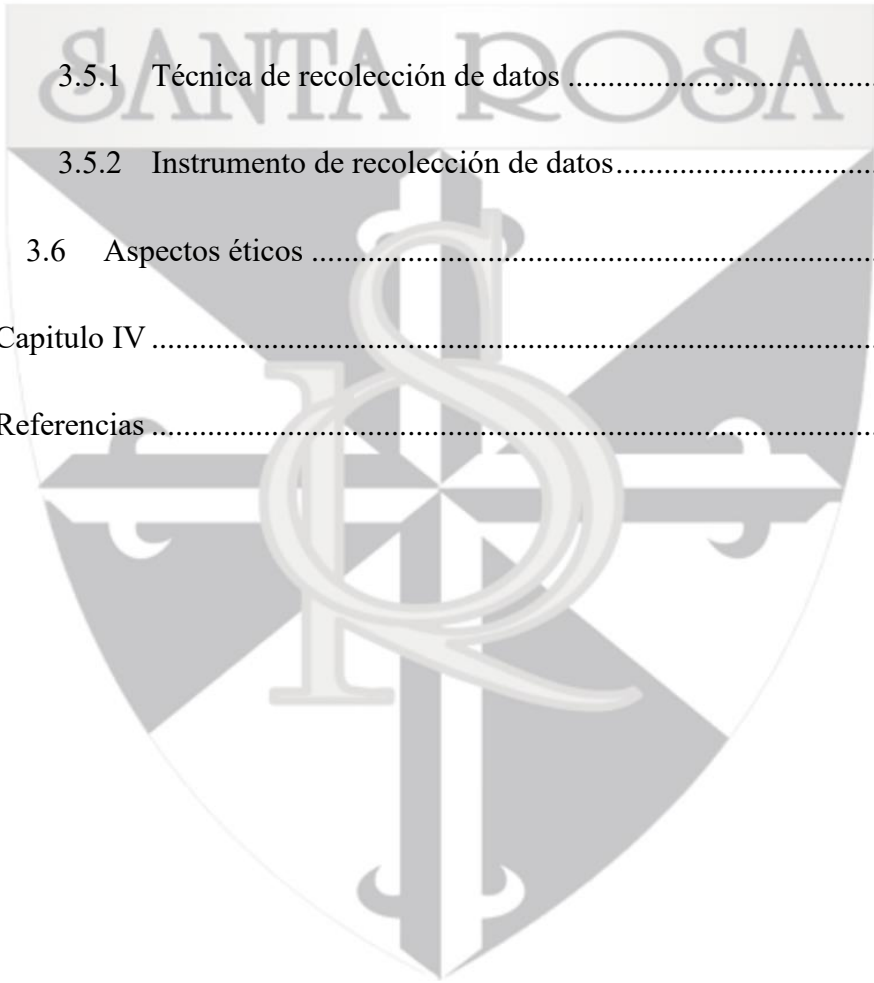 SANTA ROSA
3.5.1 Técnica de recolección de datos ......................................
3.5.2 Instrumento de recolección de datos.................................
3.6 Aspectos éticos ......................................................................
Capitulo IV ..........................................................................................
Referencias ..........................................................................................